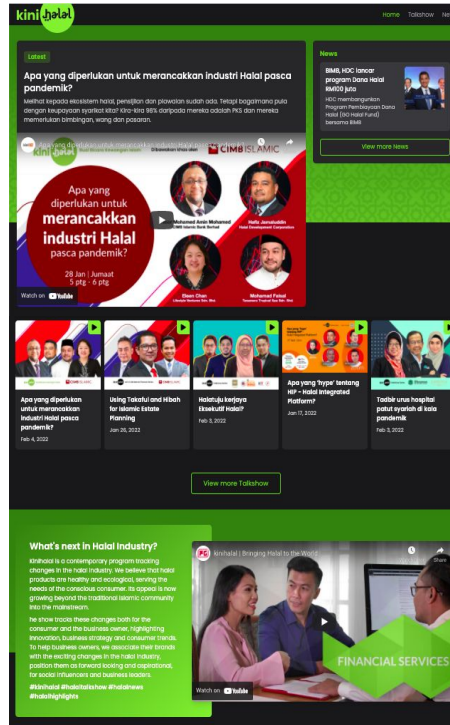 kini halal
Home Talkshow
Latest
Apa yang diperlukan untuk merancakkan industri Halal pasca
pandemik?
Melihat kepada ekosistem halal, pensijilan dan piawaian sudah ada. Tetapi bagaimana pula
dengan keupayaan syarikat kita? Kira-kira 98% daripada mereka adalah PKS dan mereka
memerlukan bimbingan, wang dan pasaran.
News
BIMB, HDC lancar
program Dana Halal
RM100 juta
HDC membangunkan
Program Pembiayaan Dana
Halal (GO Halal Fund)
bersama BIMB
View more News
CIMB ISLAMIC
Apa yang
diperlukan untuk
merancakkan
industri Halal
pasca pandemik?
28 Jan | Jumaat
5 ptg - 6 ptg
Mohamed Amin Mohamed
CIMB Islamic Bank Berhad
Hafiz Jamaluddin
Halal Development Corporation
Eleen Chan
Mohamad Faisal
Watch on YouTube
Apa yang diperlukan
untuk merancakkan
industri Halal pasca
pandemik?
Feb 4, 2022
Using Takaful and Hibah
for Islamic Estate
Planning
Jan 26, 2022
Halatuju kerjaya
Eksekutif Halal?
Feb 3, 2022
Apa yang 'hype' tentang
HIP - Halal Integrated
Platform?
Jan 17, 2022
Tadbir urus hospital
patut syariah di kala
pandemik
Feb 3, 2022
View more Talkshow
What's next in Halal Industry?
Kinihalal is a contemporary program tracking
changes in the halal industry. We believe that halal
products are healthy and ecological, serving the
needs of the conscious consumer. Its appeal is now
growing beyond the traditional Islamic community
into the mainstream.
he show tracks these changes both for the
consumer and the business owner, highlighting
innovation, business strategy and consumer trends.
To help business owners, we associate their brands
with the exciting changes in the halal industry,
position them as forward looking and aspirational,
for social influencers and business leaders.
#kinihalal #halaltalkshow #halalnews
#halalhighlights
kinihalal | Bringing Halal to the World
Share
FINANCIAL SERVICES
Watch on YouTube